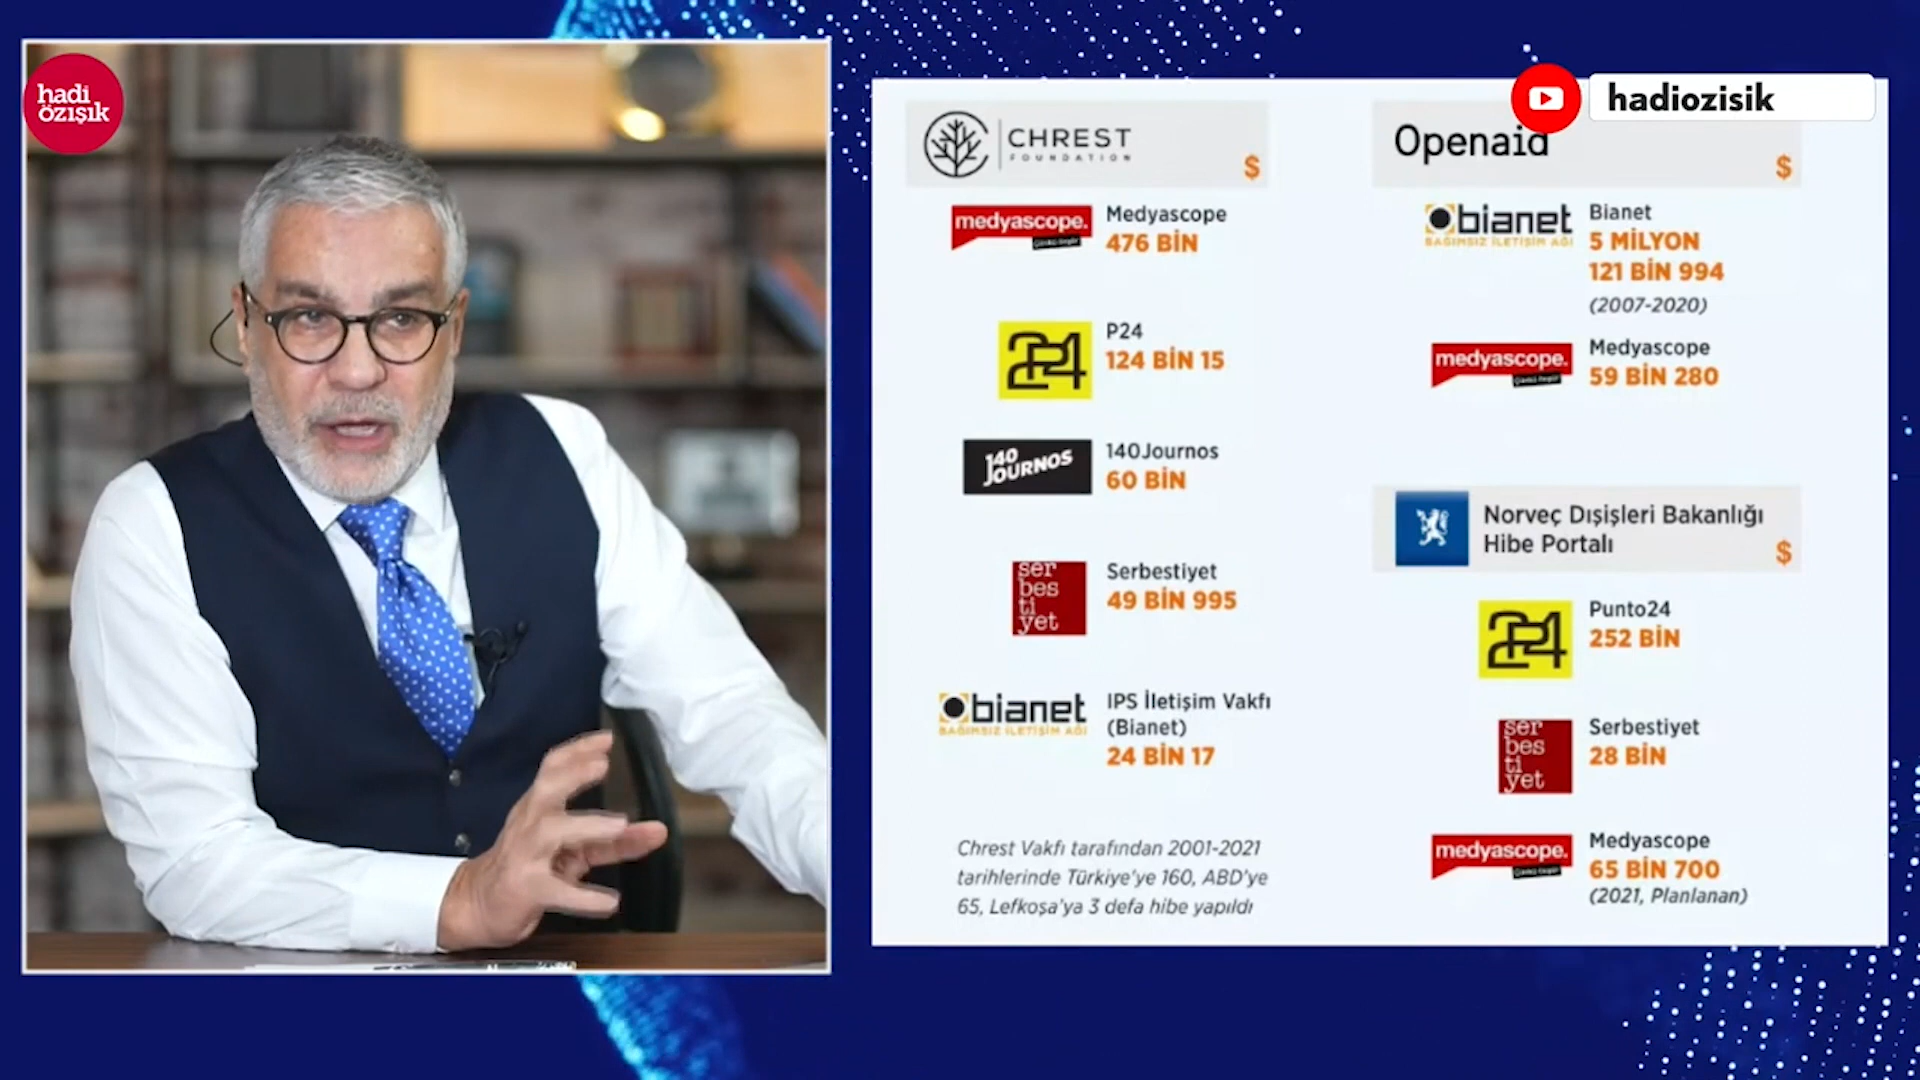 hadi
özışık
hadiozisik
CHREST
FOUNDATION
$
medyascope.
Medyascope
476 BİN
P24
P24
124 BİN 15
140
JOURNOS
140Journos
60 BİN
ser
bes
ti
yet
Serbestiyet
49 BİN 995
bianet
BAĞIMSIZ İLETİŞİM AĞI
IPS İletişim Vakfı
(Bianet)
24 BİN 17
Chrest Vakfı tarafından 2001-2021
tarihlerinde Türkiye'ye 160, ABD'ye
65, Lefkoşa'ya 3 defa hibe yapıldı
Openaid
$
bianet
BAĞIMSIZ İLETİŞİM AĞI
Bianet
5 MİLYON
121 BİN 994
(2007-2020)
medyascope.
Medyascope
59 BİN 280
Norveç Dışişleri Bakanlığı
Hibe Portalı
$
P24
Punto24
252 BİN
ser
bes
ti
yet
Serbestiyet
28 BİN
medyascope.
Medyascope
65 BİN 700
(2021, Planlanan)